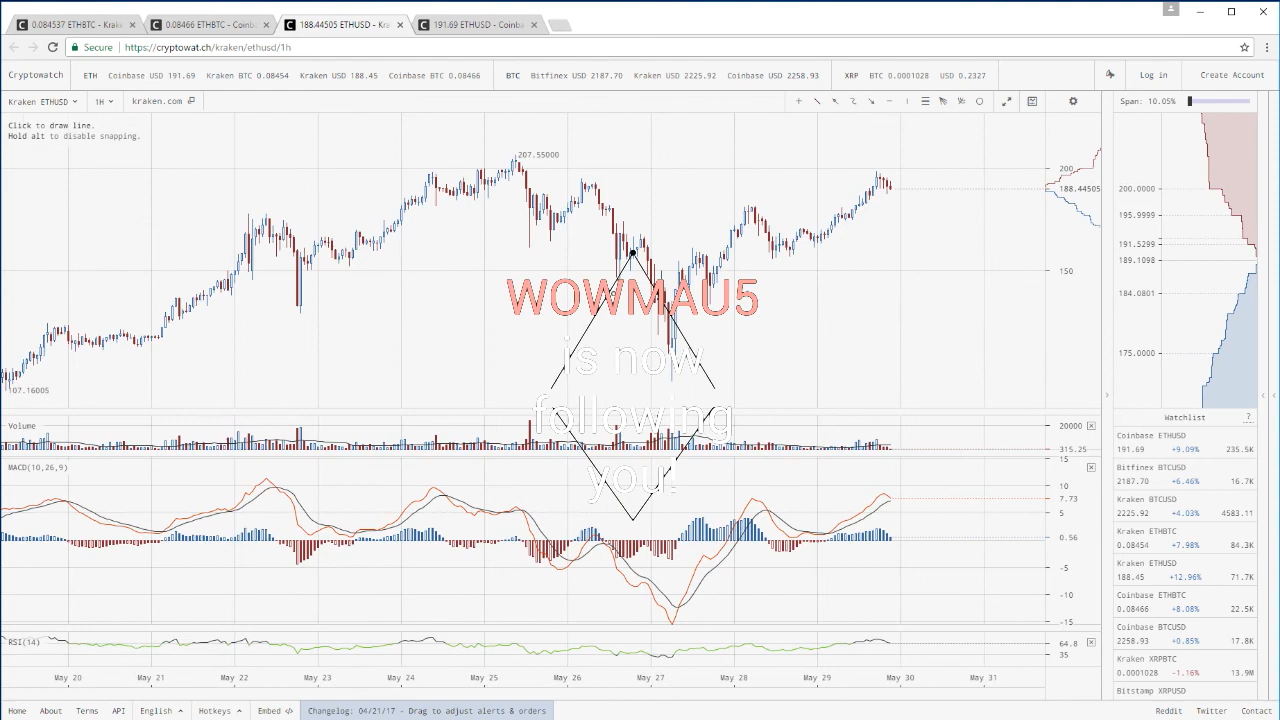 0.084537 ETHBTC - Krake
0.08466 ETHBTC - Coinb
188.44505 ETHUSD - Kra
191.69 ETHUSD - Coinba
Secure
https://cryptowat.ch/kraken/ethusd/1h
Cryptowatch
ETH Coinbase USD 191.69 Kraken BTC 0.08454 Kraken USD 188.45 Coinbase BTC 0.08466
BTC Bitfinex USD 2187.70 Kraken USD 2225.92 Coinbase USD 2258.93
XRP BTC 0.0001028 USD 0.2327
Log in
Create Account
Kraken ETHUSD
1H
kraken.com
Span: 10.05%
Click to draw line.
Hold alt to disable snapping.
207.55000
107.16005
200
188.44505
150
200.0000
195.9999
191.5299
189.1098
184.0801
175.0000
WOWMAU5
is now
following
you!
Volume
20000
315.25
MACD(10,26,9)
15
10
7.73
5
0.56
-5
-10
-15
RSI(14)
64.8
35
May 20 May 21 May 22 May 23 May 24 May 25 May 26 May 27 May 28 May 29 May 30 May 31
Watchlist ?
Coinbase ETHUSD
191.69 +9.09% 235.5K
Bitfinex BTCUSD
2187.70 +6.46% 16.7K
Kraken BTCUSD
2225.92 +4.03% 4583.11
Kraken ETHBTC
0.08454 +7.98% 84.3K
Kraken ETHUSD
188.45 +12.96% 71.7K
Coinbase ETHBTC
0.08466 +8.08% 22.5K
Coinbase BTCUSD
2258.93 +0.85% 17.8K
Kraken XRPBTC
0.0001028 -1.16% 13.9M
Bitstamp XRPUSD
Home About Terms API English Hotkeys Embed </> Changelog: 04/21/17 - Drag to adjust alerts & orders
Reddit Twitter Contact